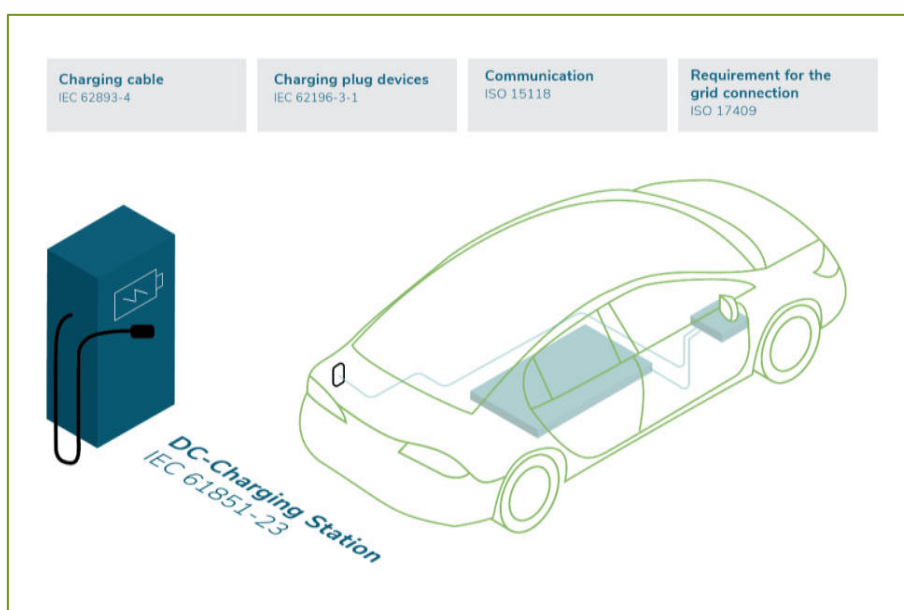 Charging cable
IEC 62893-4
Charging plug devices
IEC 62196-3-1
Communication
ISO 15118
Requirement for the
grid connection
ISO 17409
DC-Charging Station
IEC 61851-23